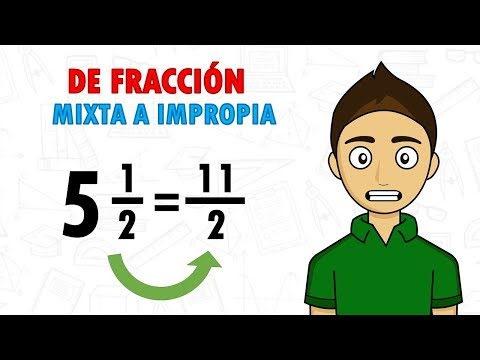 DE FRACCIÓN
MIXTA A IMPROPIA
5 1/2 = 11/2